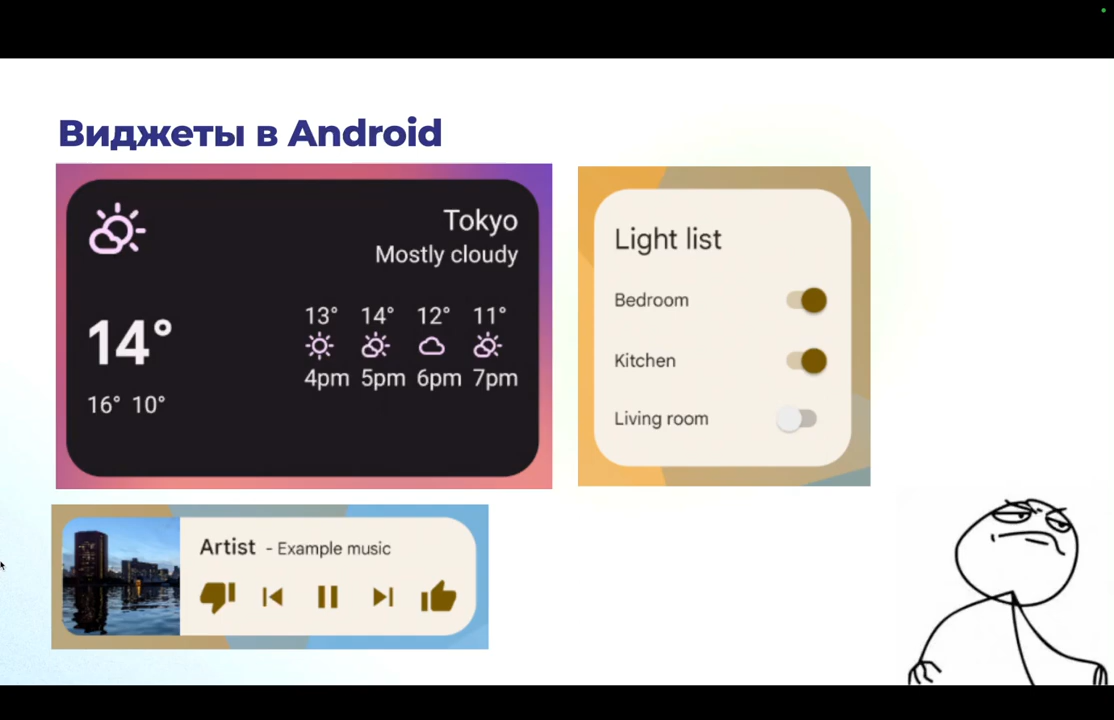 Виджеты в Android
Tokyo
Mostly cloudy
14°
16° 10°
13° 14° 12° 11°
4pm 5pm 6pm 7pm
Light list
Bedroom
Kitchen
Living room
Artist - Example music